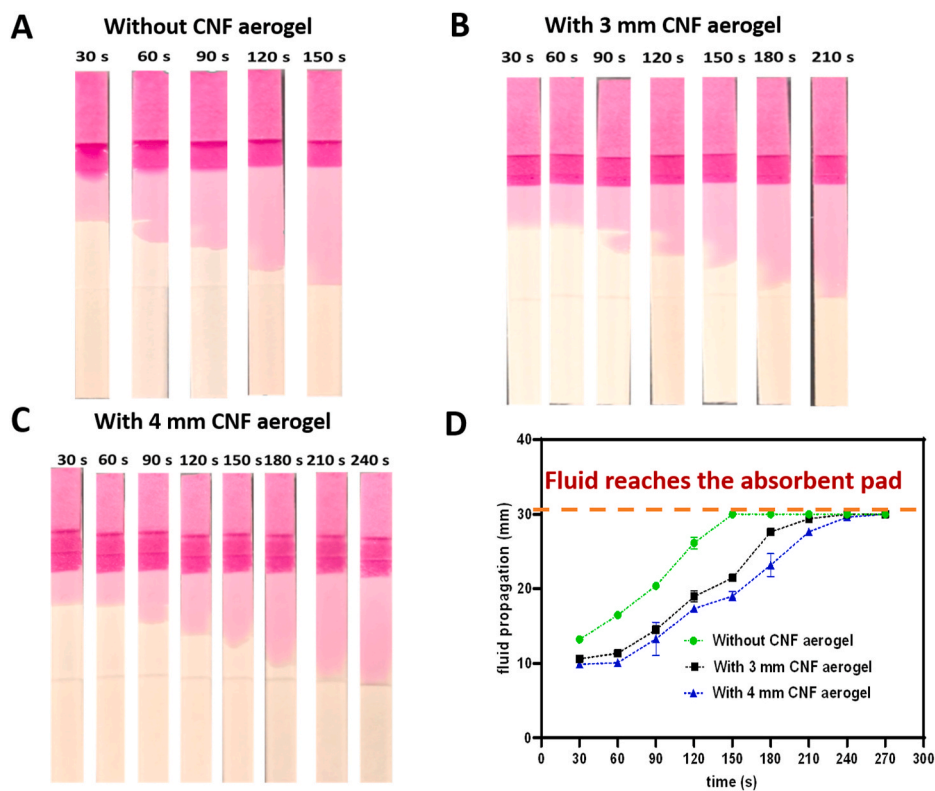 A
Without CNF aerogel
30 s 60 s 90 s 120 s 150 s
B
With 3 mm CNF aerogel
30 s 60 s 90 s 120 s 150 s 180 s 210 s
C
With 4 mm CNF aerogel
30 s 60 s 90 s 120 s 150 s 180 s 210 s 240 s
D
40
Fluid reaches the absorbent pad
30
20
10
0
fluid propagation (mm)
Without CNF aerogel
With 3 mm CNF aerogel
With 4 mm CNF aerogel
0 30 60 90 120 150 180 210 240 270 300
time (s)